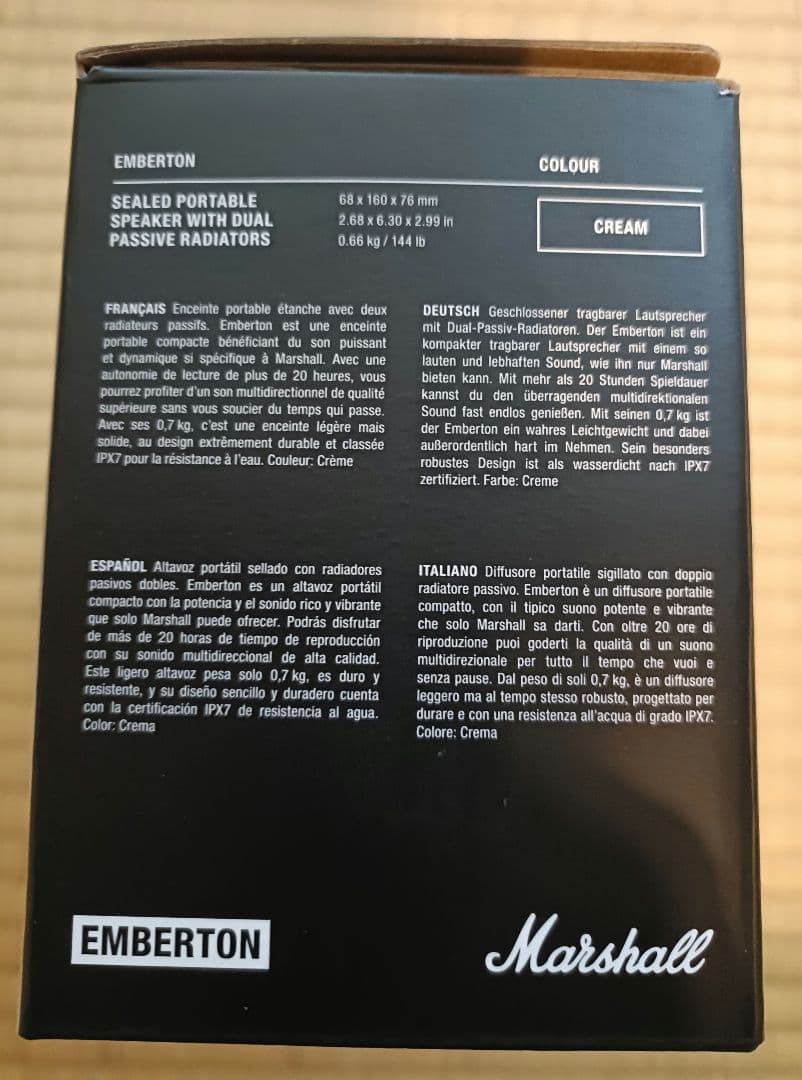 EMBERTON
COLOUR
SEALED PORTABLE
SPEAKER WITH DUAL
PASSIVE RADIATORS
68 x 160 x 76 mm
2.68 x 6.30 x 2.99 in
0.66 kg / 144 lb
CREAM
FRANÇAIS Enceinte portable étanche avec deux
radiateurs passifs. Emberton est une enceinte
portable compacte bénéficiant du son puissant
et dynamique si spécifique à Marshall. Avec une
autonomie de lecture de plus de 20 heures, vous
pourrez profiter d'un son multidirectionnel de qualité
supérieure sans vous soucier du temps qui passe.
Avec ses 0,7 kg, c'est une enceinte légère mais
solide, au design extrêmement durable et classée
IPX7 pour la résistance à l'eau. Couleur: Crème
DEUTSCH Geschlossener tragbarer Lautsprecher
mit Dual-Passiv-Radiatoren. Der Emberton ist ein
kompakter tragbarer Lautsprecher mit einem so
lauten und lebhaften Sound, wie ihn nur Marshall
bieten kann. Mit mehr als 20 Stunden Spieldauer
kannst du den überragenden multidirektionalen
Sound fast endlos genießen. Mit seinen 0,7 kg ist
der Emberton ein wahres Leichtgewicht und dabei
außerordentlich hart im Nehmen. Sein besonders
robustes Design ist als wasserdicht nach IPX7
zertifiziert. Farbe: Creme
ESPAÑOL Altavoz portátil sellado con radiadores
pasivos dobles. Emberton es un altavoz portátil
compacto con la potencia y el sonido rico y vibrante
que solo Marshall puede ofrecer. Podrás disfrutar
de más de 20 horas de tiempo de reproducción
con su sonido multidireccional de alta calidad.
Este ligero altavoz pesa solo 0,7 kg, es duro y
resistente, y su diseño sencillo y duradero cuenta
con la certificación IPX7 de resistencia al agua.
Color: Crema
ITALIANO Diffusore portatile sigillato con doppio
radiatore passivo. Emberton è un diffusore portatile
compatto, con il tipico suono potente e vibrante
che solo Marshall sa darti. Con oltre 20 ore di
riproduzione puoi goderti la qualità di un suono
multidirezionale per tutto il tempo che vuoi e
senza pause. Dal peso di soli 0,7 kg, è un diffusore
leggero ma al tempo stesso robusto, progettato per
durare e con una resistenza all'acqua di grado IPX7.
Colore: Crema
EMBERTON
Marshall